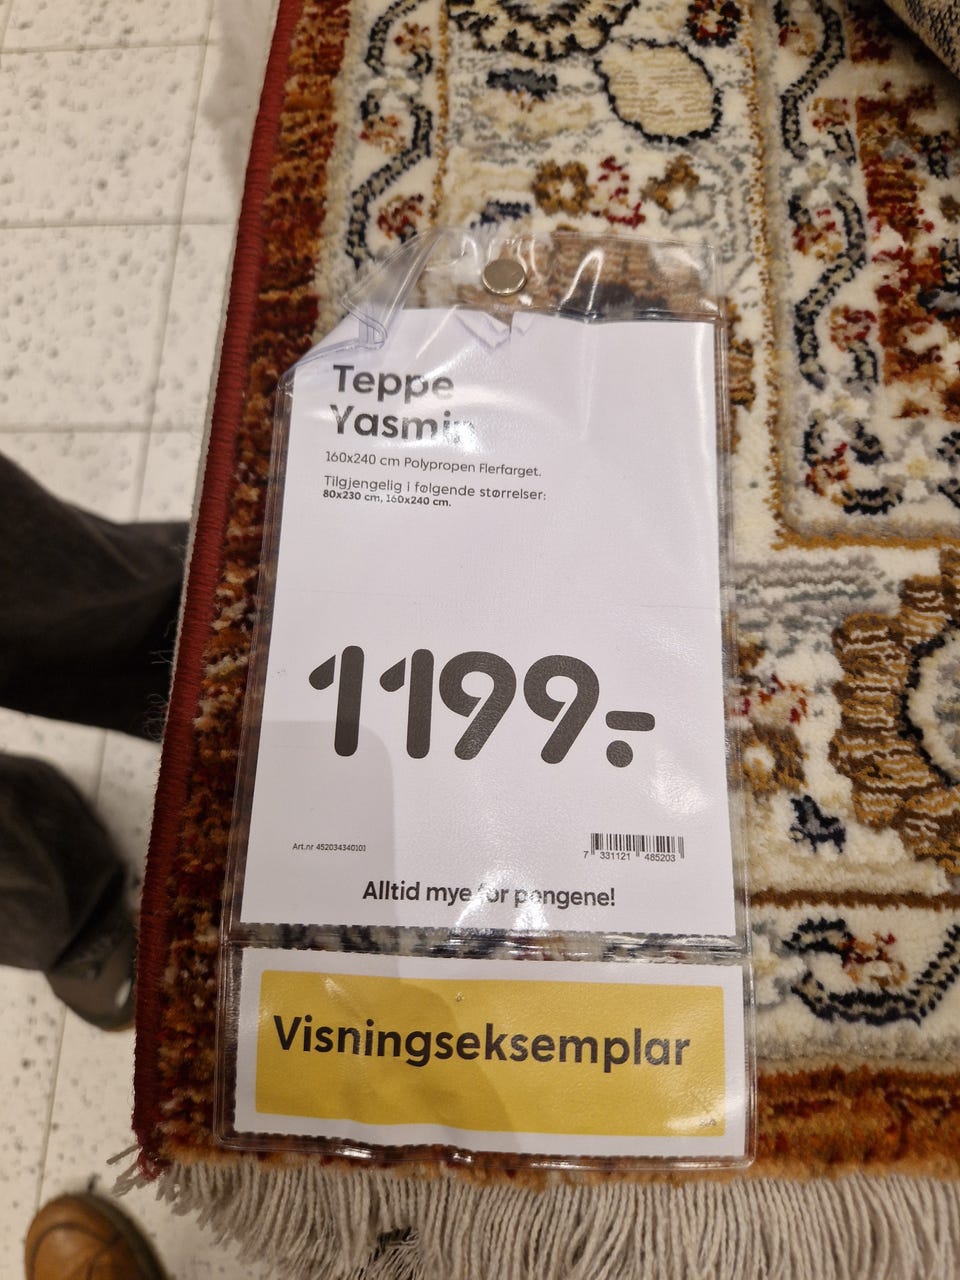 Teppe
Yasmin
160x240 cm Polypropen Flerfarget.
Tilgjengelig i følgende størrelser:
80x230 cm, 160x240 cm.
1199.-
Art.nr 452034340101
7 331121 485203
Alltid mye for pengene!
Visningseksemplar